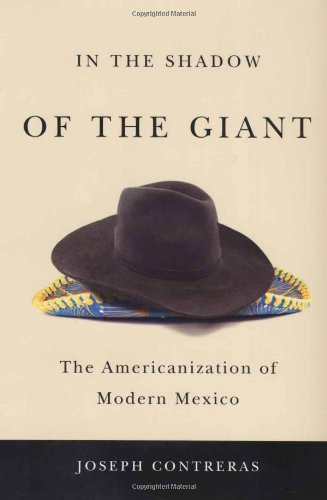 IN THE SHADOW
OF THE GIANT
The Americanization of
Modern Mexico
JOSEPH CONTRERAS